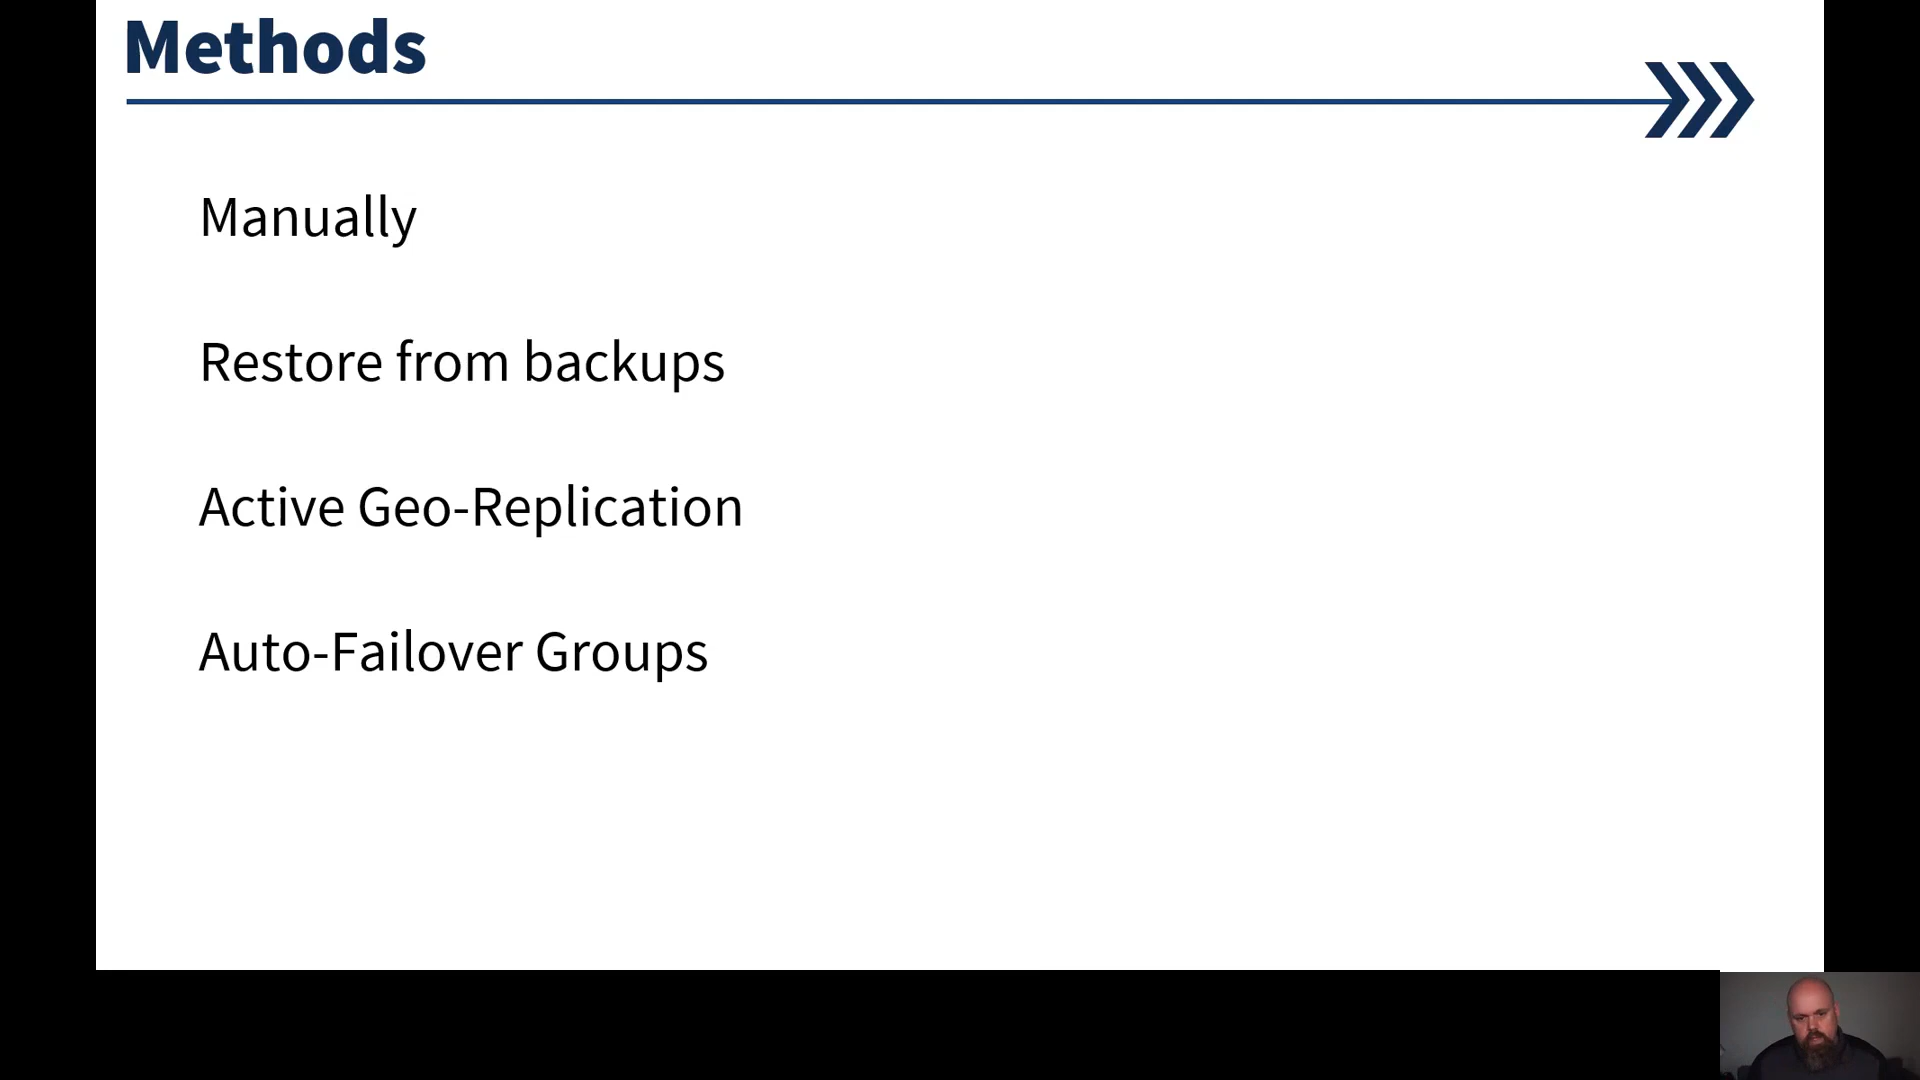 Methods
Manually
Restore from backups
Active Geo-Replication
Auto-Failover Groups